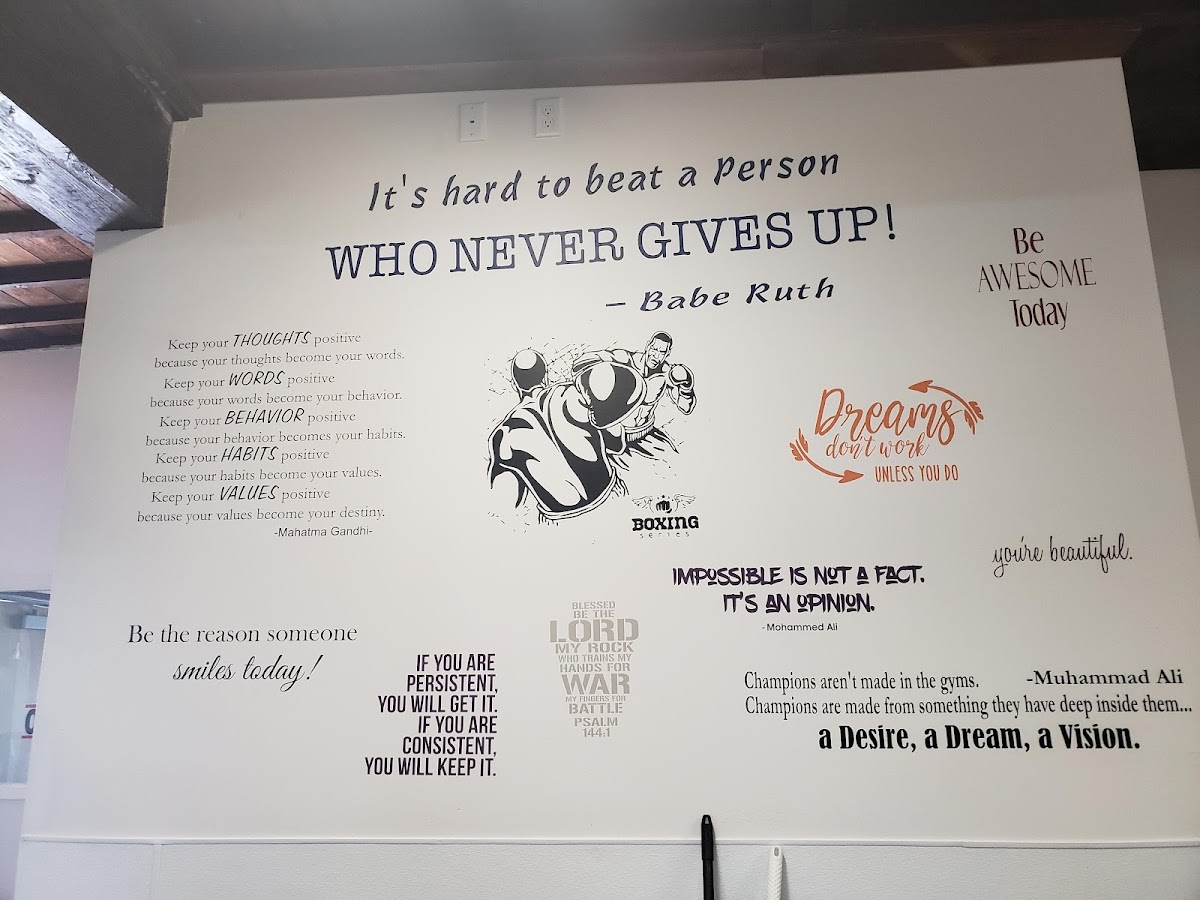 It's hard to beat a person
WHO NEVER GIVES UP!
– Babe Ruth
Be
AWESOME
Today
Keep your THOUGHTS positive
because your thoughts become your words.
Keep your WORDS positive
because your words become your behavior.
Keep your BEHAVIOR positive
because your behavior becomes your habits.
Keep your HABITS positive
because your habits become your values.
Keep your VALUES positive
because your values become your destiny.
-Mahatma Gandhi-
BOXING
series
Dreams
don't work
UNLESS YOU DO
you're beautiful.
IMPOSSIBLE IS NOT A FACT.
IT'S AN OPINION.
-Mohammed Ali
Be the reason someone
smiles today!
IF YOU ARE
PERSISTENT,
YOU WILL GET IT.
IF YOU ARE
CONSISTENT,
YOU WILL KEEP IT.
BLESSED
BE THE
LORD
MY ROCK
WHO TRAINS MY
HANDS FOR
WAR
MY FINGERS FOR
BATTLE
PSALM
144:1
Champions aren't made in the gyms. -Muhammad Ali
Champions are made from something they have deep inside them...
a Desire, a Dream, a Vision.